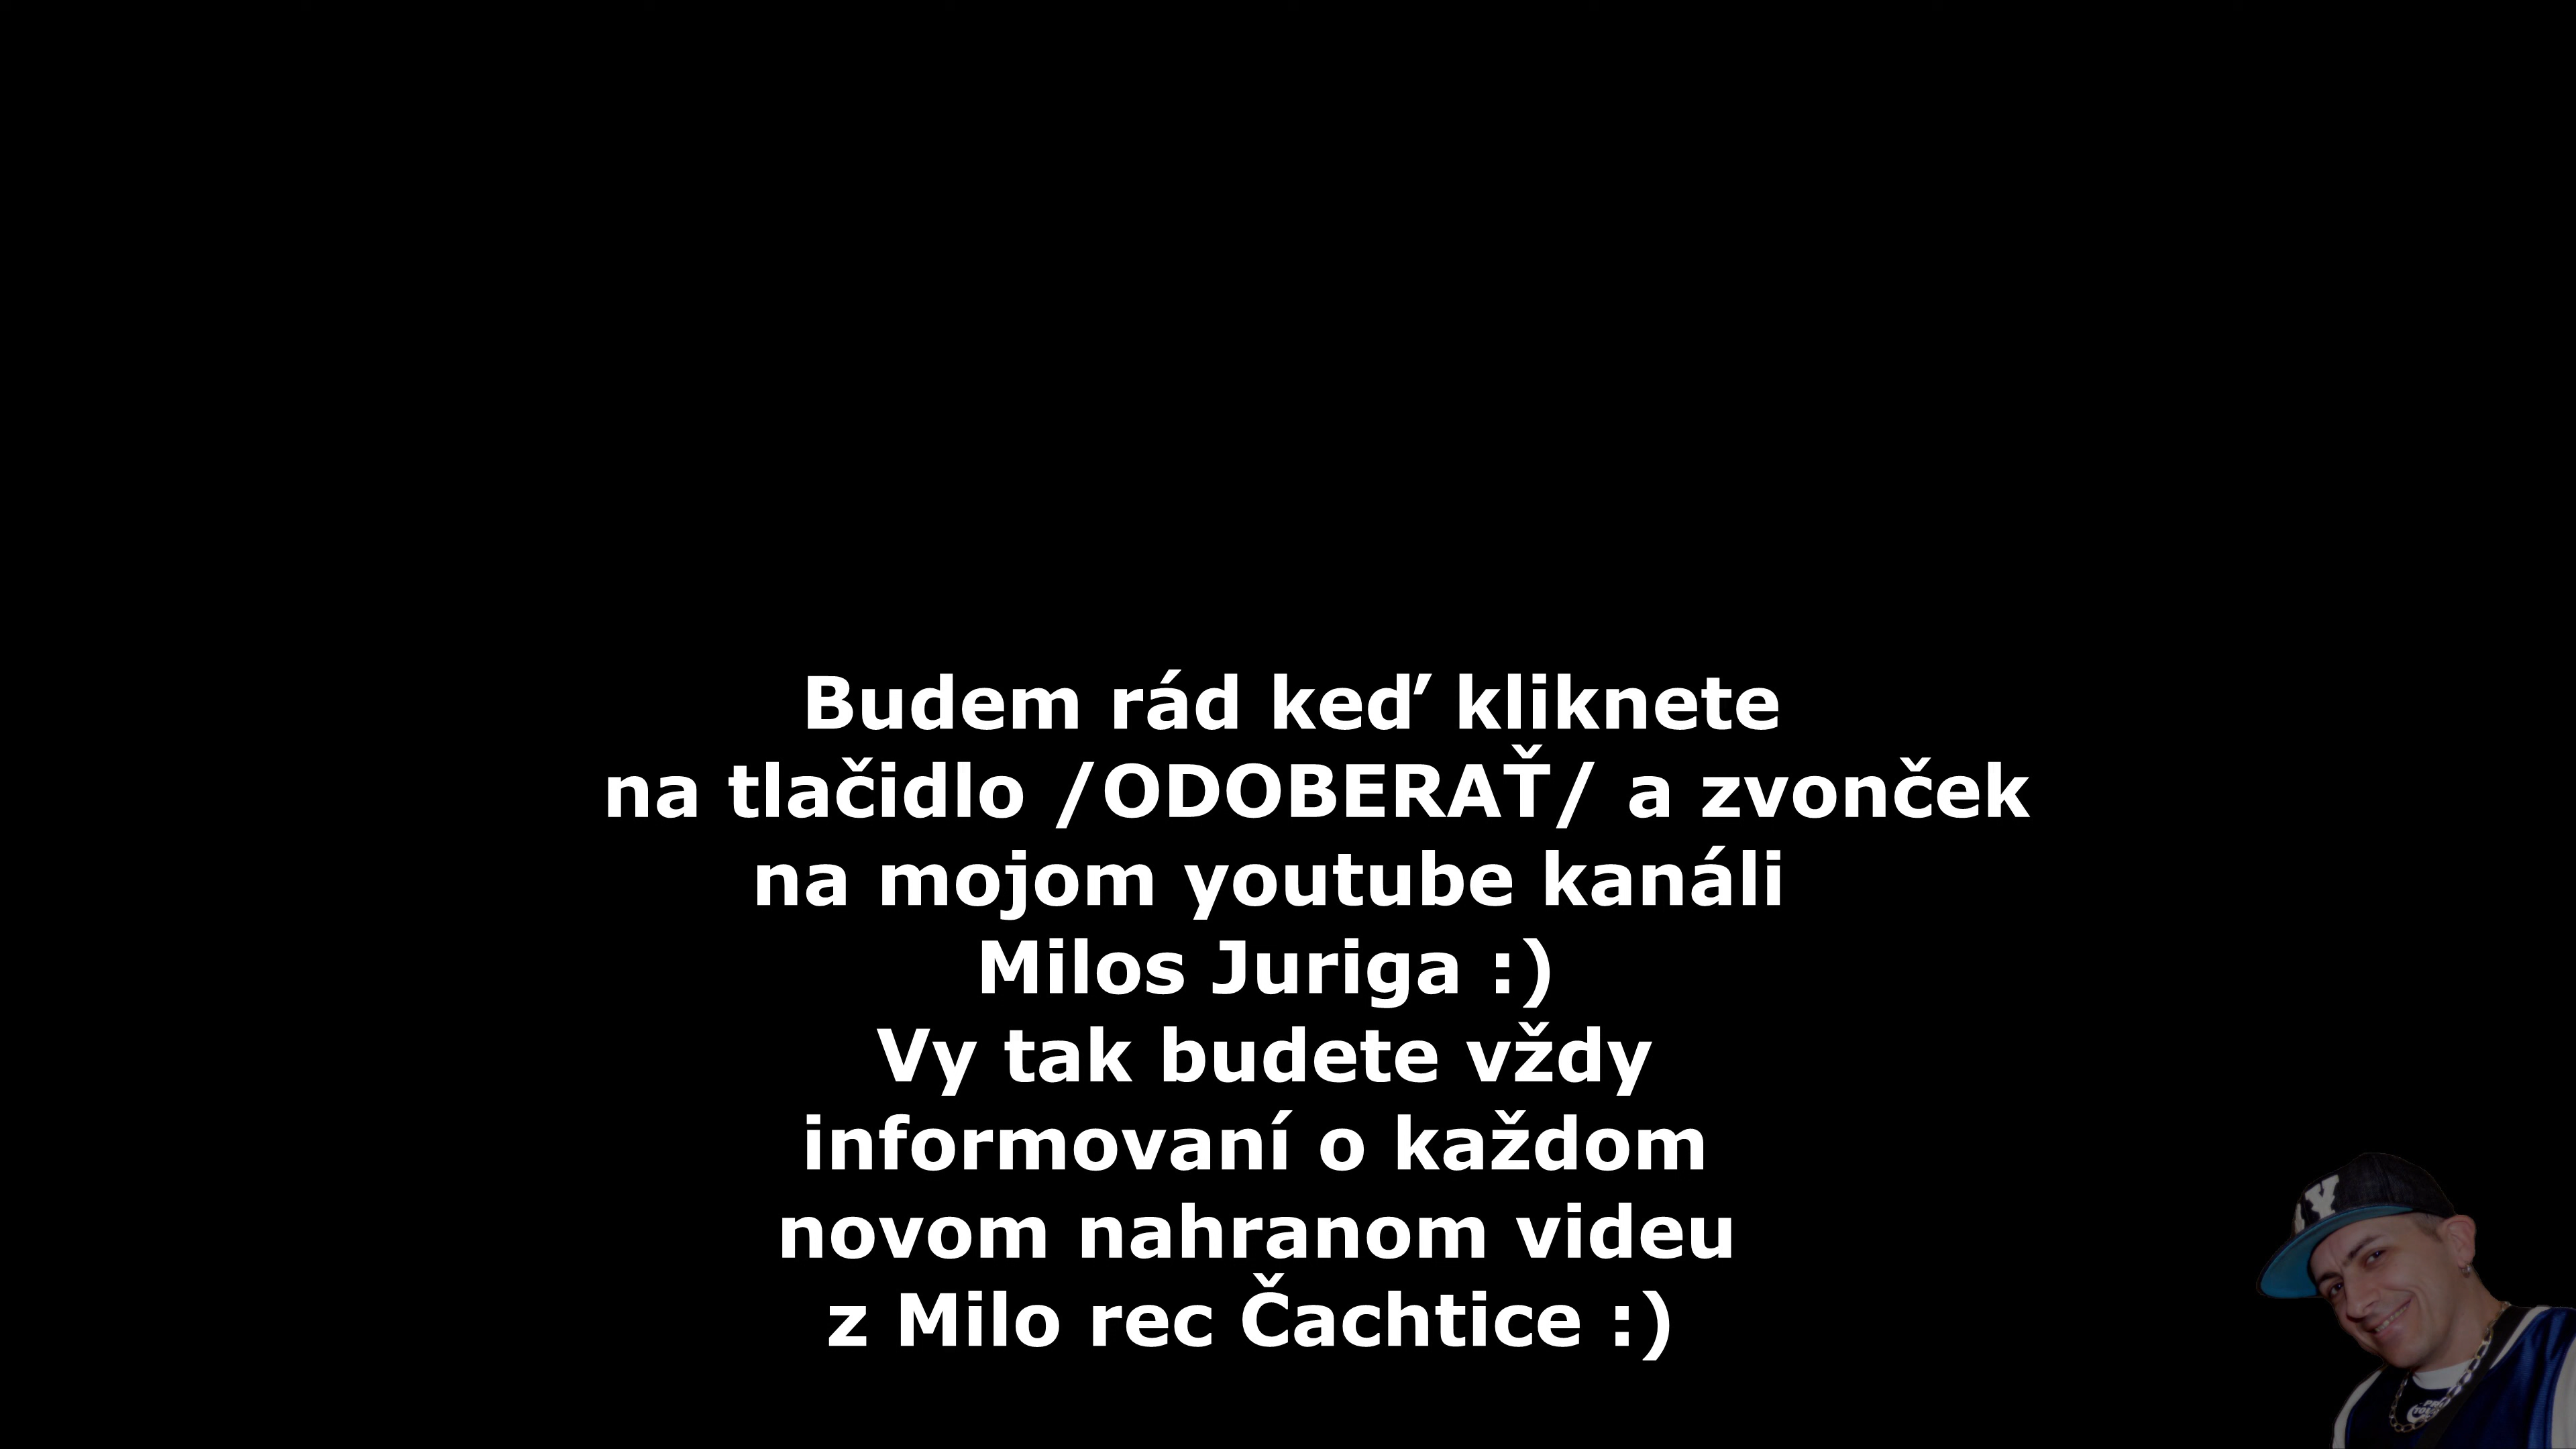 Budem rád keď kliknete
na tlačidlo /ODOBERAŤ/ a zvonček
na mojom youtube kanáli
Milos Juriga :)
Vy tak budete vždy
informovaní o každom
novom nahranom videu
z Milo rec Čachtice :)